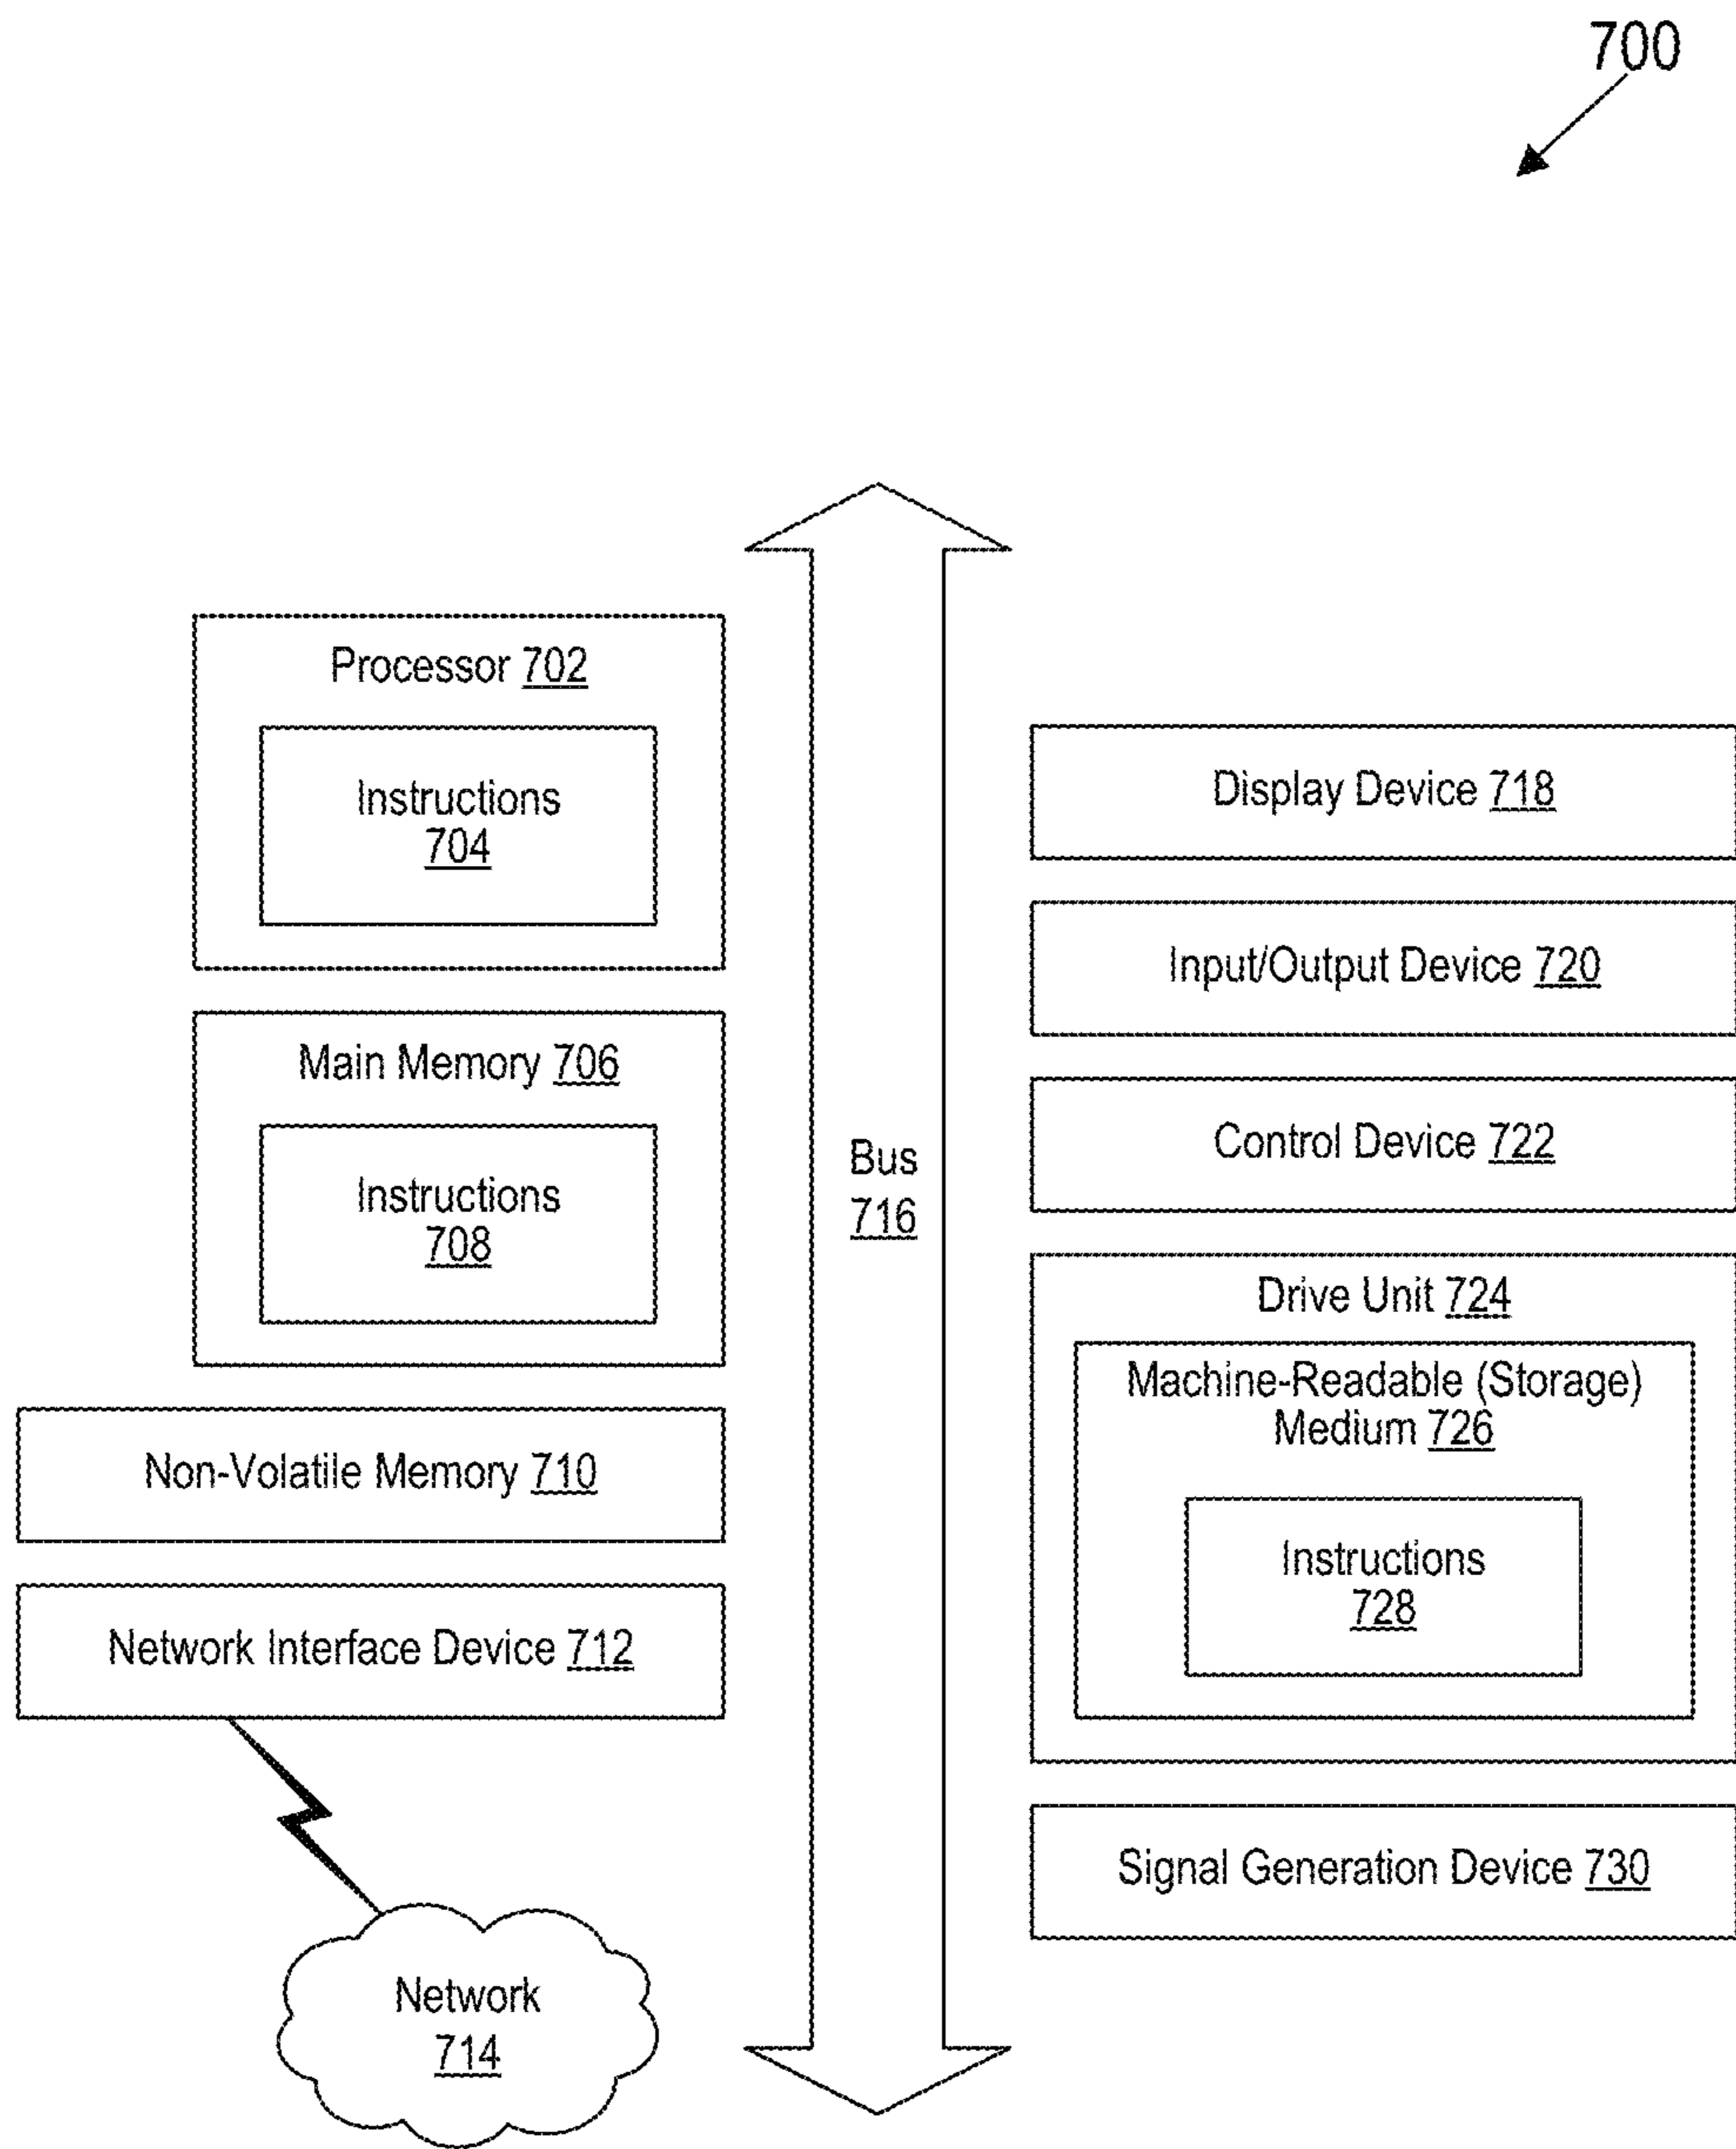 700
Processor 702
Instructions
704
Main Memory 706
Instructions
708
Non-Volatile Memory 710
Network Interface Device 712
Network
714
Bus
716
Display Device 718
Input/Output Device 720
Control Device 722
Drive Unit 724
Machine-Readable (Storage)
Medium 726
Instructions
728
Signal Generation Device 730